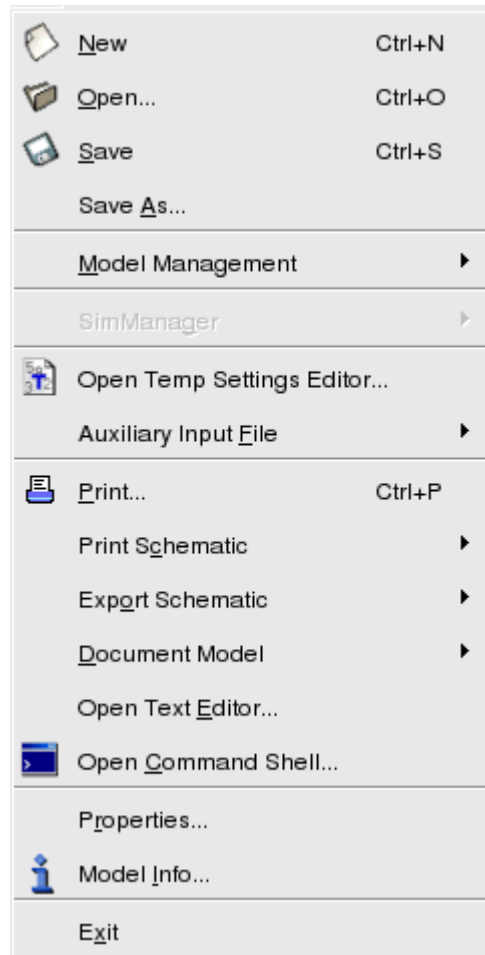 New Ctrl+N
Open... Ctrl+O
Save Ctrl+S
Save As...
Model Management
SimManager
Open Temp Settings Editor...
Auxiliary Input File
Print... Ctrl+P
Print Schematic
Export Schematic
Document Model
Open Text Editor...
Open Command Shell...
Properties...
Model Info...
Exit